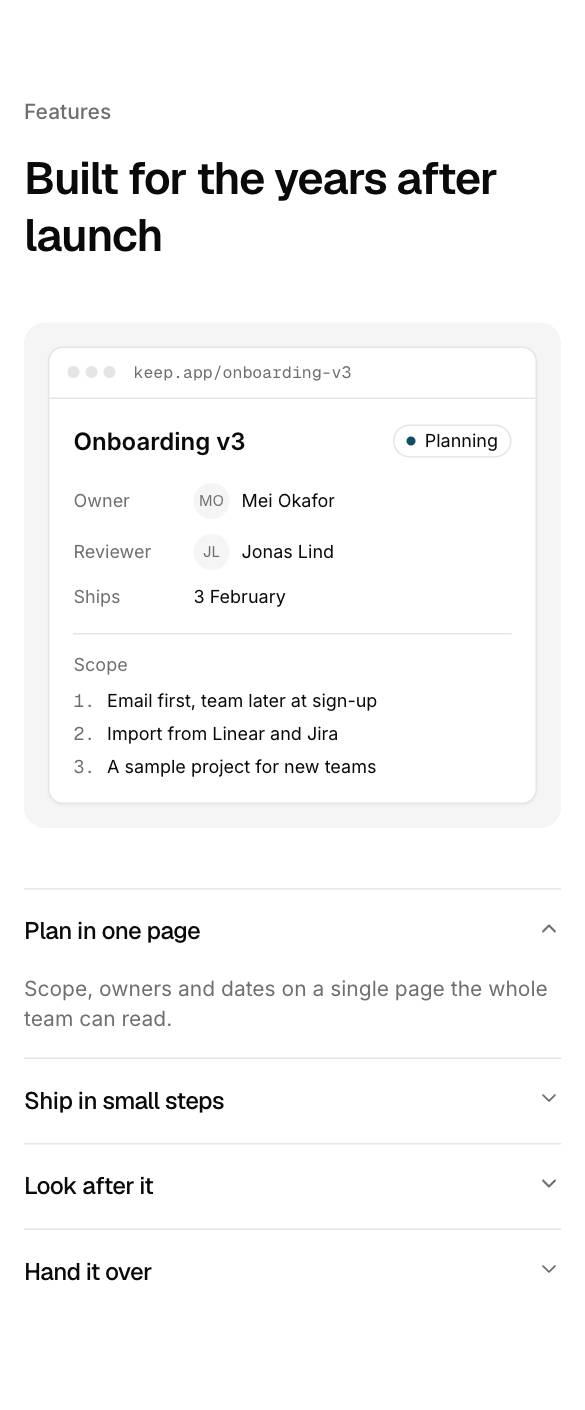 Features
Built for the years after
launch
keep.app/onboarding-v3
Onboarding v3
Planning
Owner
MO
Mei Okafor
Reviewer
JL
Jonas Lind
Ships
3 February
Scope
1. Email first, team later at sign-up
2. Import from Linear and Jira
3. A sample project for new teams
Plan in one page
Scope, owners and dates on a single page the whole
team can read.
Ship in small steps
Look after it
Hand it over